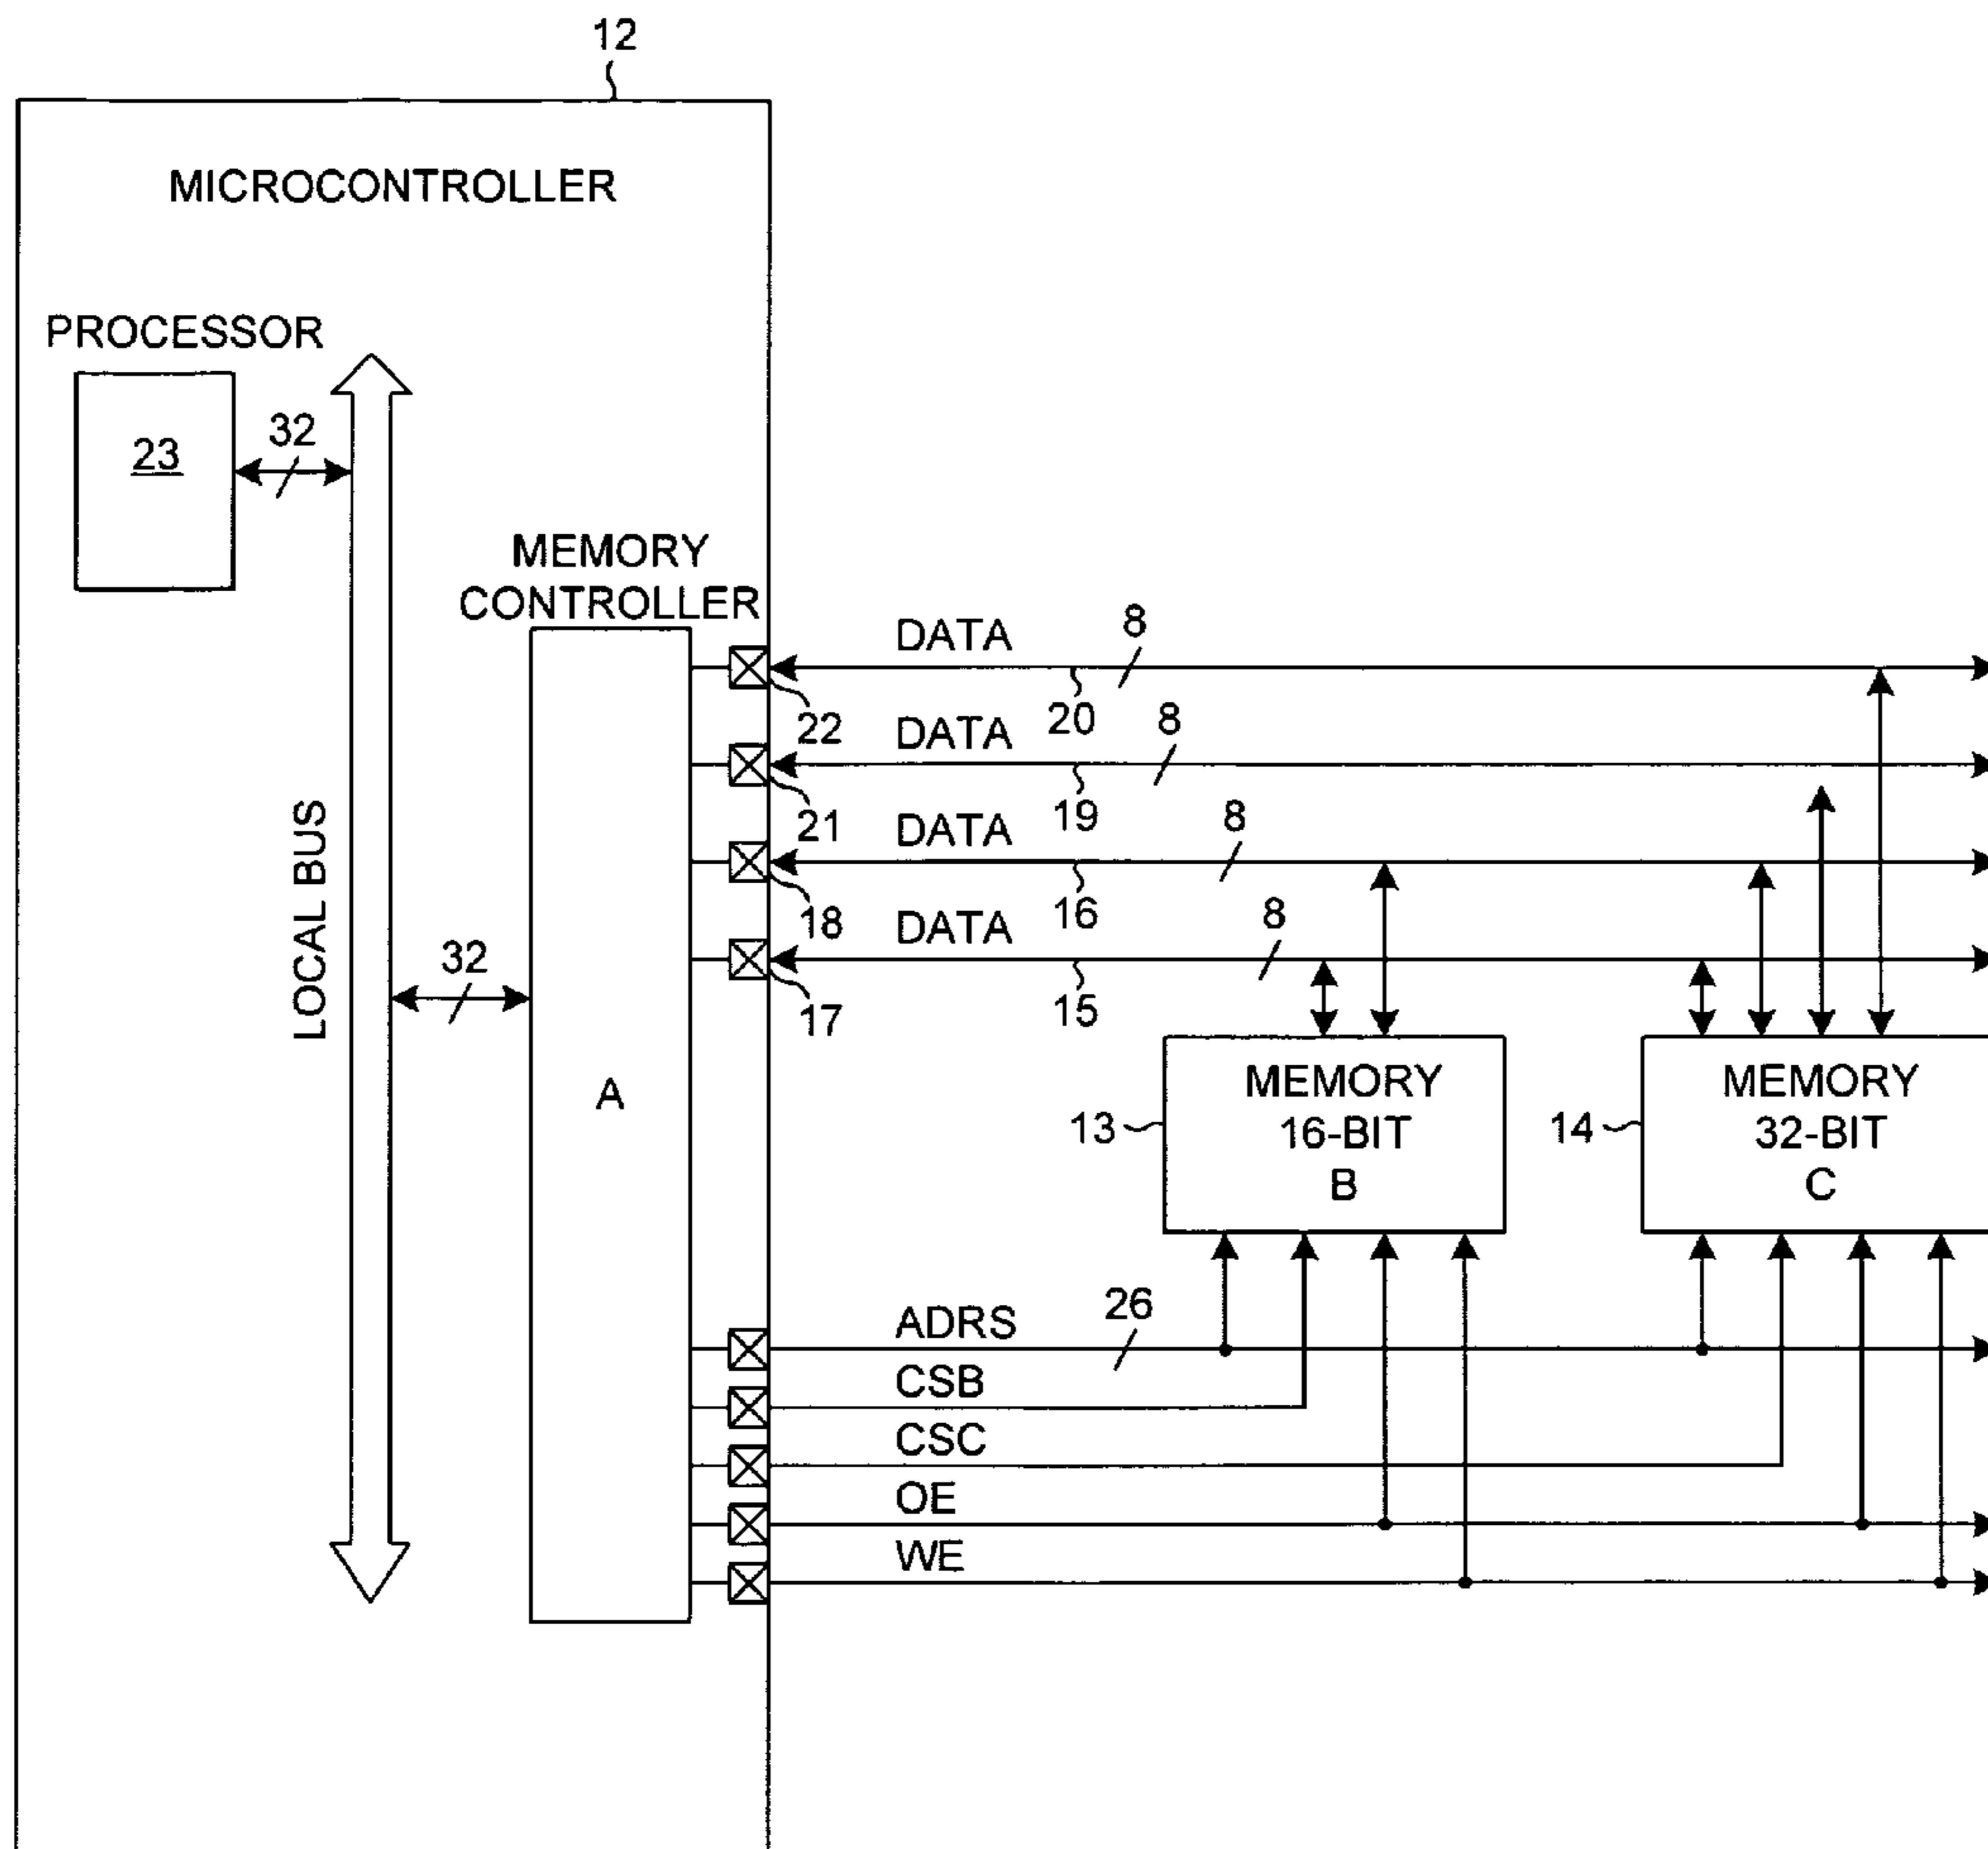 12
MICROCONTROLLER
PROCESSOR
23
32
LOCAL BUS
32
MEMORY
CONTROLLER
A
DATA
8
20
22
DATA
8
19
21
DATA
8
16
18
DATA
8
15
17
13
MEMORY
16-BIT
B
14
MEMORY
32-BIT
C
ADRS
26
CSB
CSC
OE
WE